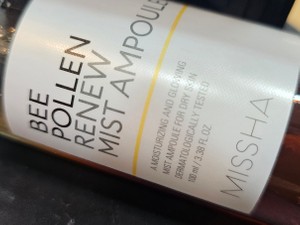 BEE
POLLEN
RENEW
MIST AMPOULE
A MOISTURIZING AND GLOWING
MIST AMPOULE FOR DRY SKIN
DERMATOLOGICALLY TESTED
100 ml / 3.38 FL.OZ.
MISSHA